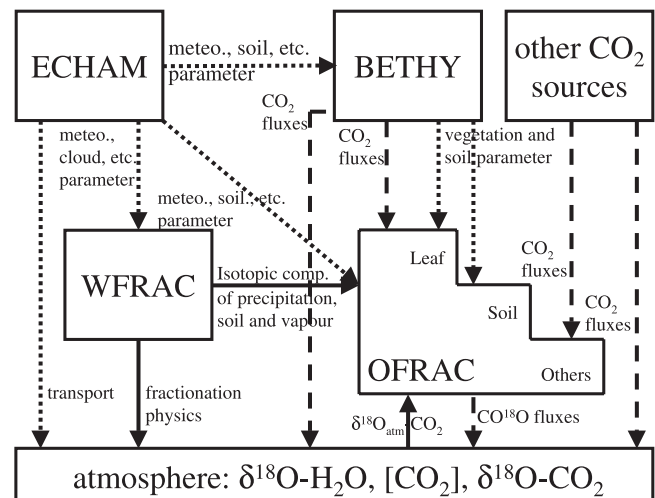 ECHAM
meteo., soil, etc.
parameter
BETHY
other CO₂
sources
CO₂
fluxes
meteo.,
cloud, etc.
parameter
CO₂
fluxes
vegetation and
soil parameter
meteo., soil., etc.
parameter
WFRAC
Isotopic comp.
of precipitation,
soil and vapour
Leaf
Soil
Others
OFRAC
CO₂
fluxes
CO₂
fluxes
transport
fractionation
physics
δ¹⁸Oatm-CO₂
CO¹⁸O fluxes
atmosphere: δ¹⁸O-H₂O, [CO₂], δ¹⁸O-CO₂